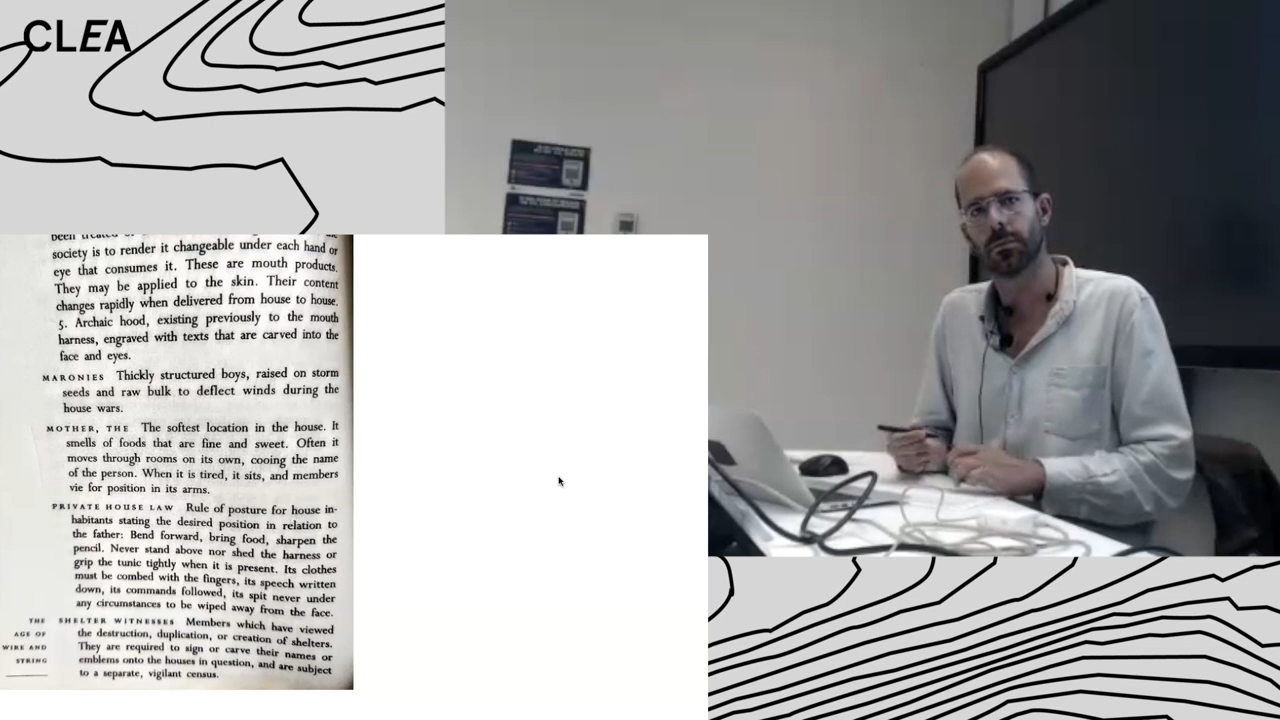 CLEA
society is to render it changeable under each hand or
eye that consumes it. These are mouth products.
They may be applied to the skin. Their content
changes rapidly when delivered from house to house.
5. Archaic hood, existing previously to the mouth
harness, engraved with texts that are carved into the
face and eyes.
MARONIES Thickly structured boys, raised on storm
seeds and raw bulk to deflect winds during the
house wars.
MOTHER, THE The softest location in the house. It
smells of foods that are fine and sweet. Often it
moves through rooms on its own, cooing the name
of the person. When it is tired, it sits, and members
vie for position in its arms.
PRIVATE HOUSE LAW Rule of posture for house in-
habitants stating the desired position in relation to
the father: Bend forward, bring food, sharpen the
pencil. Never stand above nor shed the harness or
grip the tunic tightly when it is present. Its clothes
must be combed with the fingers, its speech written
down, its commands followed, its spit never under
any circumstances to be wiped away from the face.
SHELTER WITNESSES Members which have viewed
the destruction, duplication, or creation of shelters.
They are required to sign or carve their names or
emblems onto the houses in question, and are subject
to a separate, vigilant census.
THE
AGE OF
WIRE AND
STRING